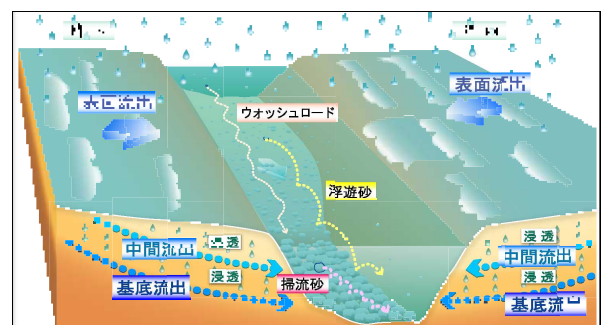 表面流出
表面流出
ウォッシュロード
浮遊砂
中間流出
浸透
浸透
中間流出
浸透
浸透
掃流砂
基底流出
基底流出